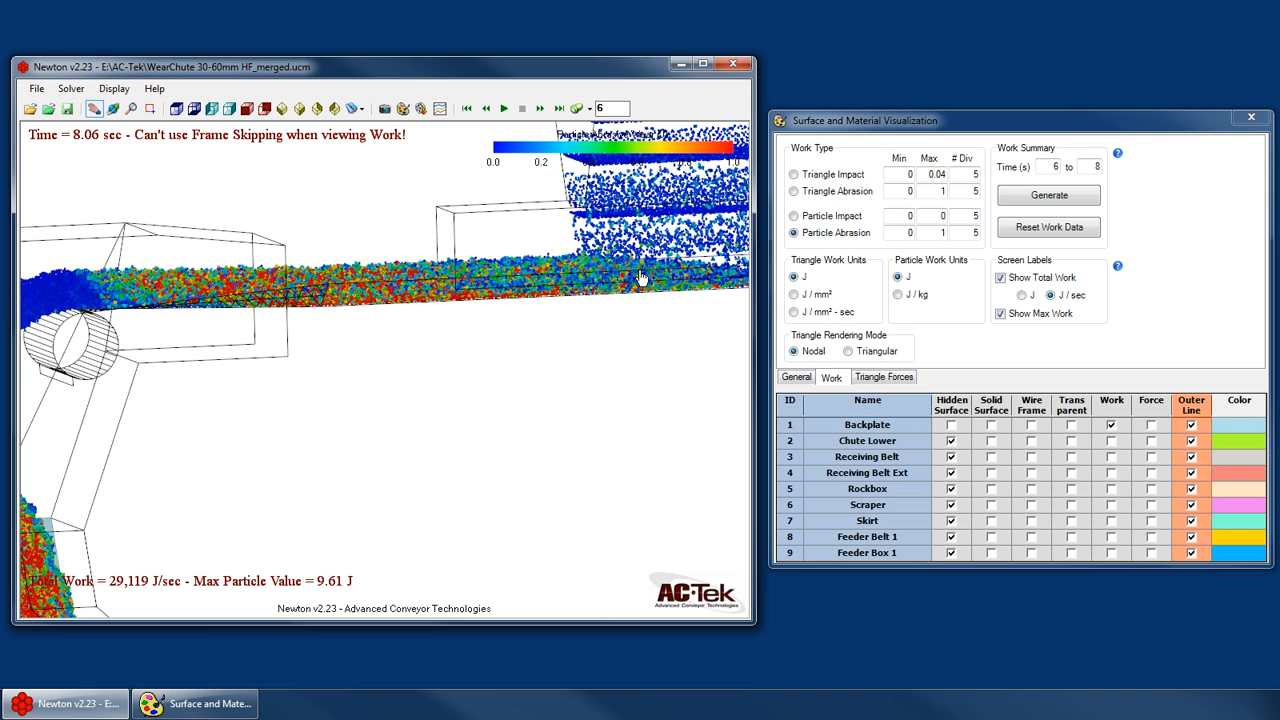 Newton v2.23 - E:\AC-Tek\WearChute 30-60mm HF_merged.ucm
File Solver Display Help
6
Time = 8.06 sec - Can't use Frame Skipping when viewing Work!
0.0 0.2 1.0
Total Work = 29,119 J/sec - Max Particle Value = 9.61 J
Newton v2.23 - Advanced Conveyor Technologies
AC-Tek
Advanced Conveyor Technologies
Surface and Material Visualization
Work Type Min Max # Div
Triangle Impact 0 0.04 5
Triangle Abrasion 0 1 5
Particle Impact 0 0 5
Particle Abrasion 0 1 5
Work Summary
Time (s) 6 to 8
Generate
Reset Work Data
Triangle Work Units
J
J / mm²
J / mm² - sec
Particle Work Units
J
J / kg
Screen Labels
Show Total Work
J J / sec
Show Max Work
Triangle Rendering Mode
Nodal Triangular
General Work Triangle Forces
ID Name Hidden Surface Solid Surface Wire Frame Trans parent Work Force Outer Line Color
1 Backplate
2 Chute Lower
3 Receiving Belt
4 Receiving Belt Ext
5 Rockbox
6 Scraper
7 Skirt
8 Feeder Belt 1
9 Feeder Box 1
Newton v2.23 - E:...
Surface and Mate...